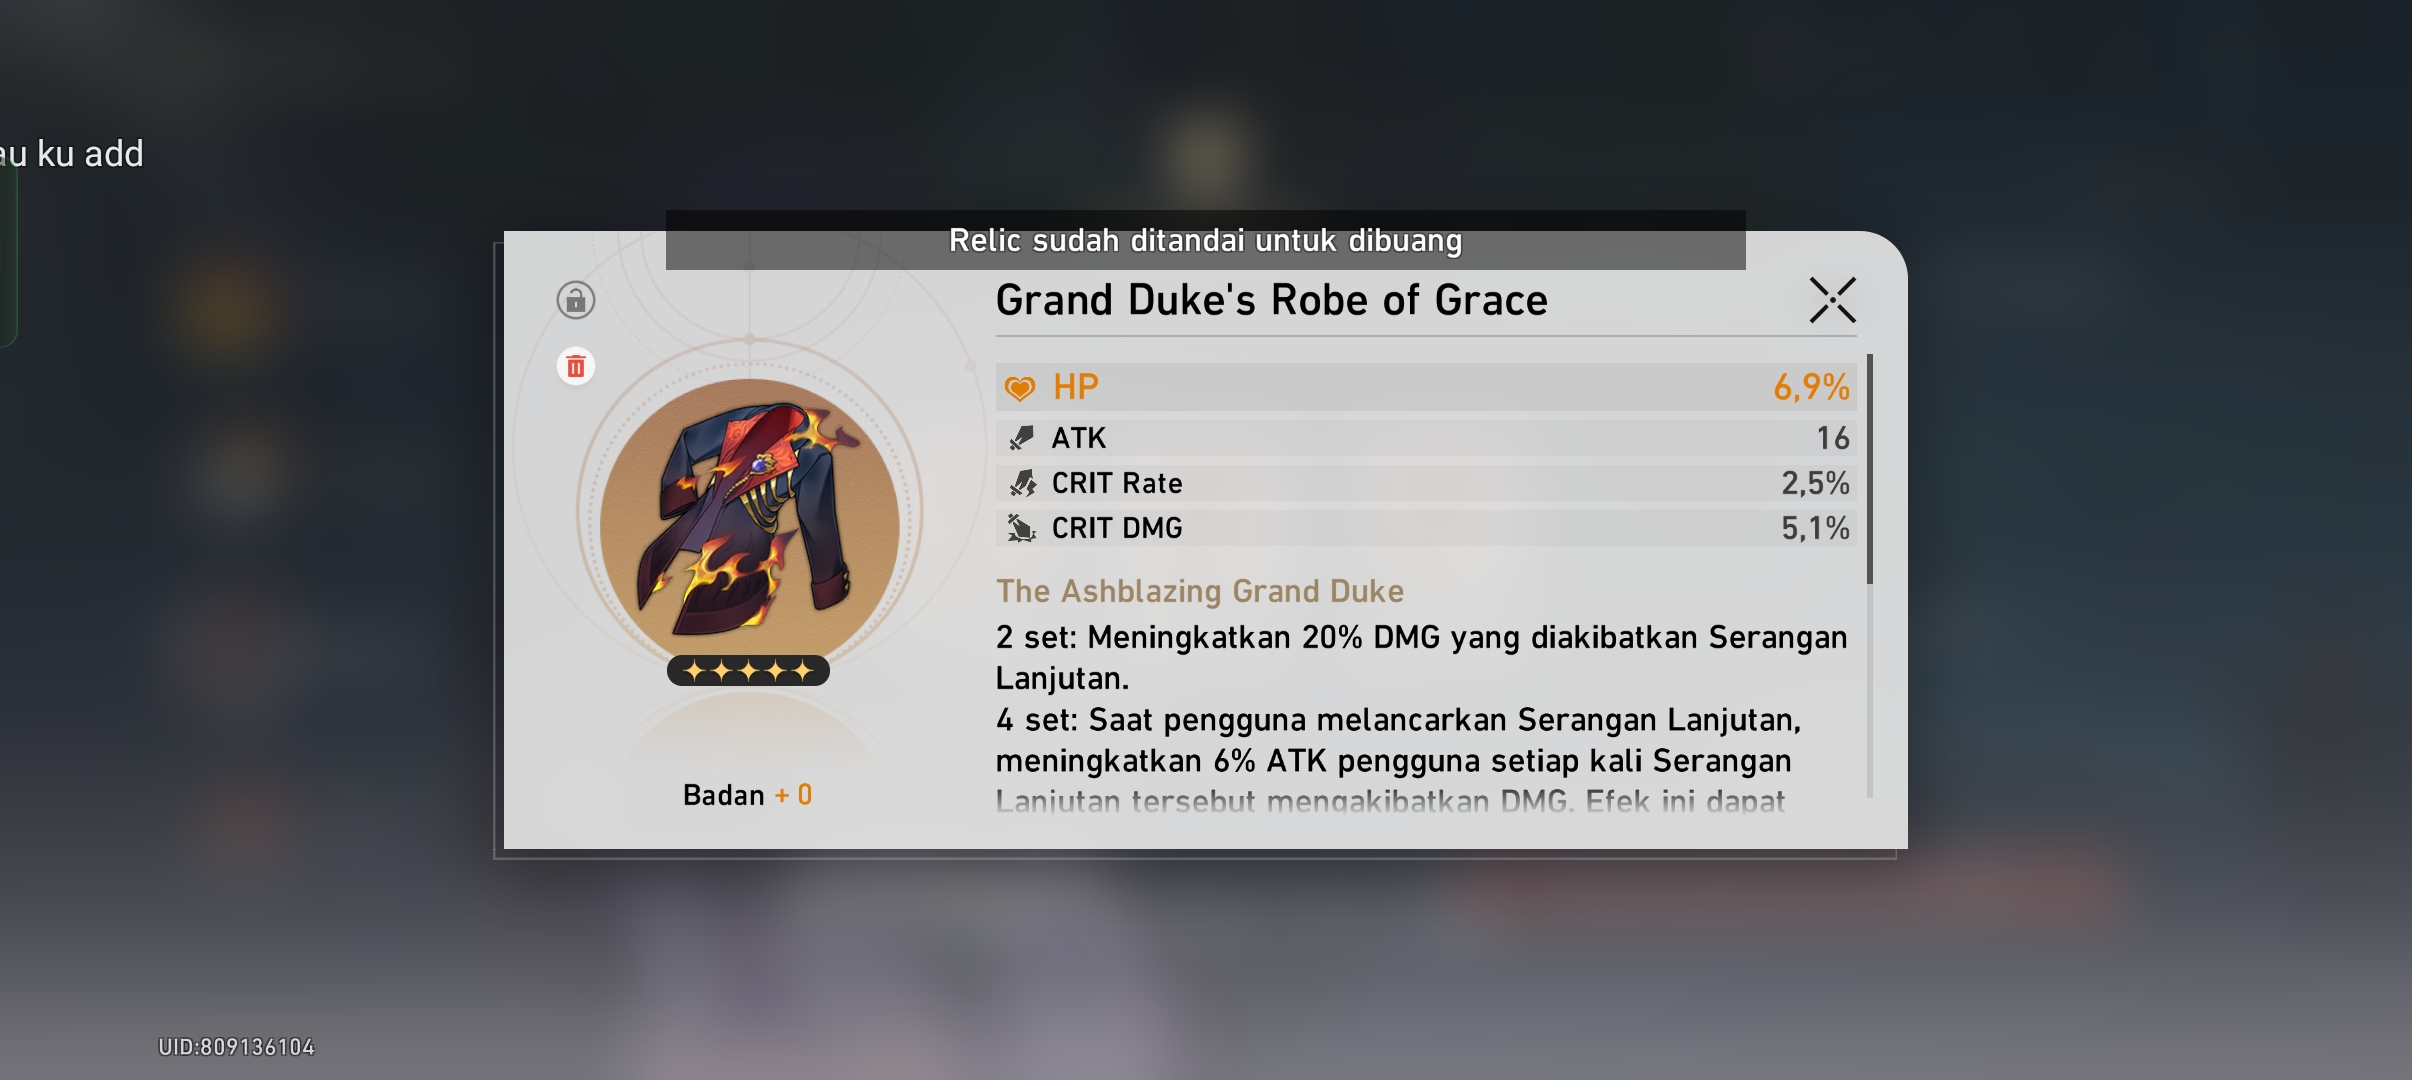 au ku add
Relic sudah ditandai untuk dibuang
Grand Duke's Robe of Grace
HP 6,9%
ATK 16
CRIT Rate 2,5%
CRIT DMG 5,1%
The Ashblazing Grand Duke
2 set: Meningkatkan 20% DMG yang diakibatkan Serangan
Lanjutan.
4 set: Saat pengguna melancarkan Serangan Lanjutan,
meningkatkan 6% ATK pengguna setiap kali Serangan
Lanjutan tersebut mengakibatkan DMG. Efek ini dapat
Badan + 0
UID:809136104